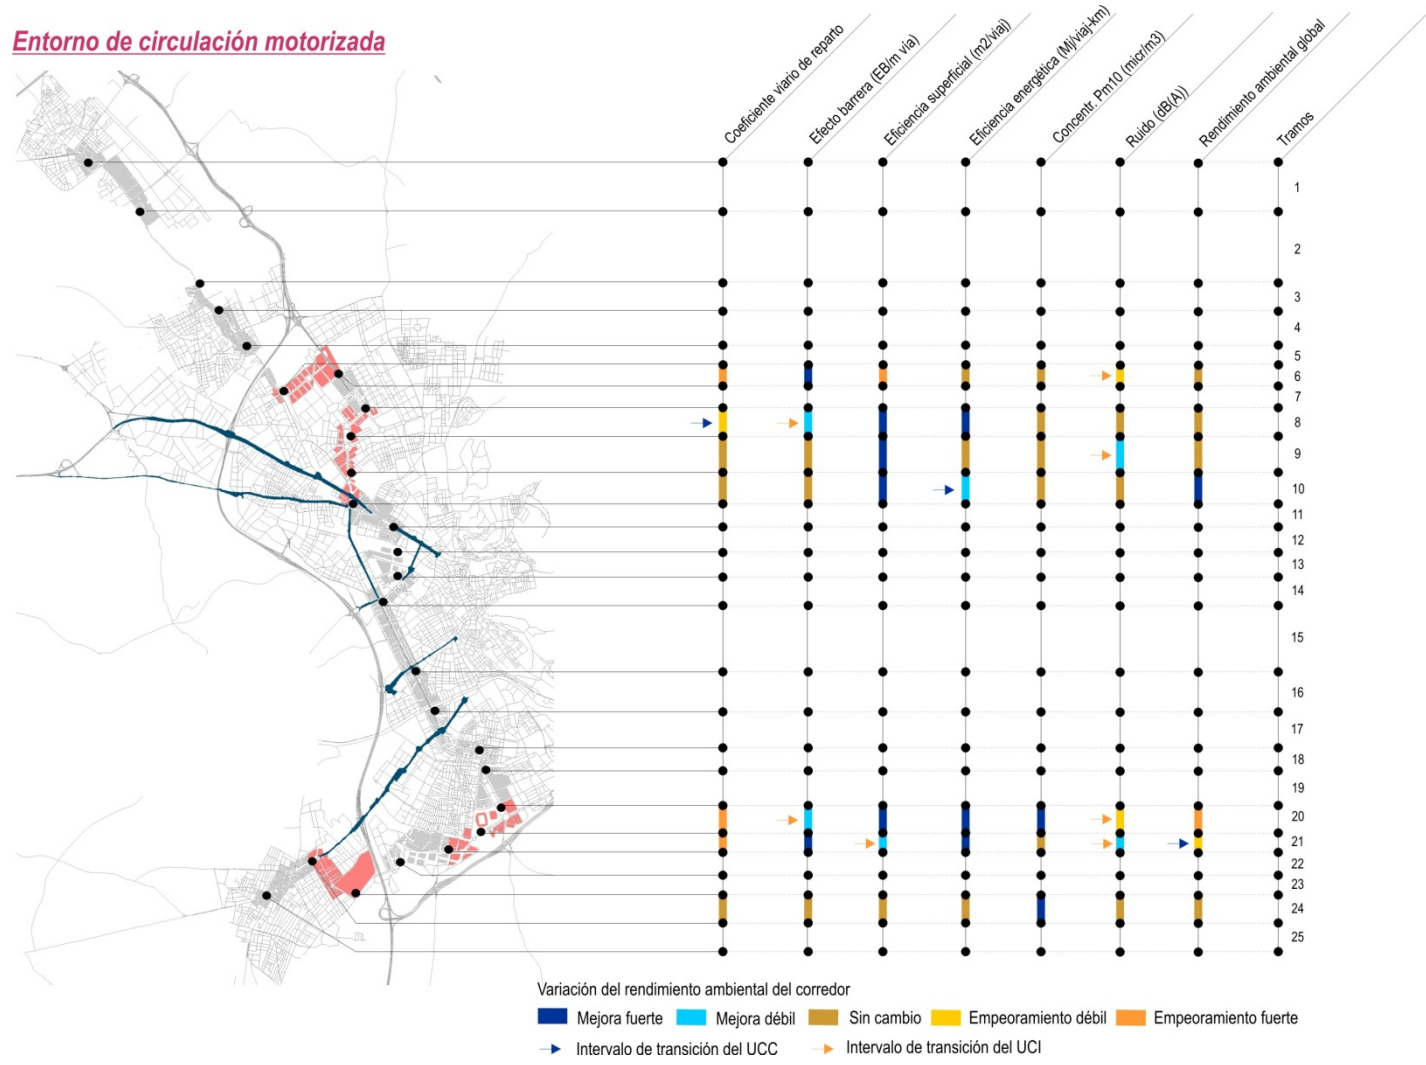 Entorno de circulación motorizada
Coeficiente viario de reparto
Efecto barrera (EB/m vía)
Eficiencia superficial (m2/viaj)
Eficiencia energética (Mj/viaj-km)
Concentr. Pm10 (micr/m3)
Ruido (dB(A))
Rendimiento ambiental global
Tramos
1
2
3
4
5
6
7
8
9
10
11
12
13
14
15
16
17
18
19
20
21
22
23
24
25
Variación del rendimiento ambiental del corredor
Mejora fuerte Mejora débil Sin cambio Empeoramiento débil Empeoramiento fuerte
Intervalo de transición del UCC Intervalo de transición del UCI